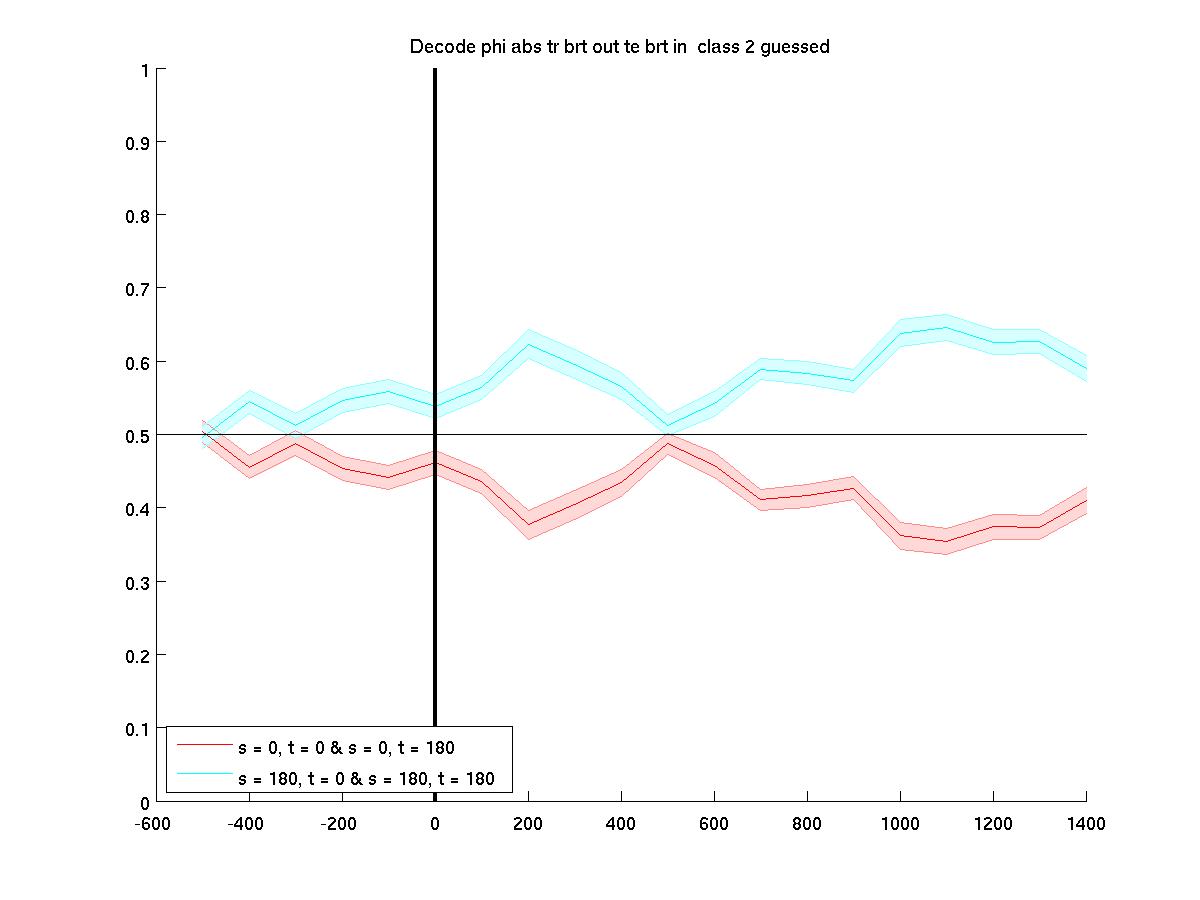 Decode phi abs tr brt out te brt in  class 2 guessed
1
0.9
0.8
0.7
0.6
0.5
0.4
0.3
0.2
0.1
0
s = 0, t = 0 & s = 0, t = 180
s = 180, t = 0 & s = 180, t = 180
-600 -400 -200 0 200 400 600 800 1000 1200 1400